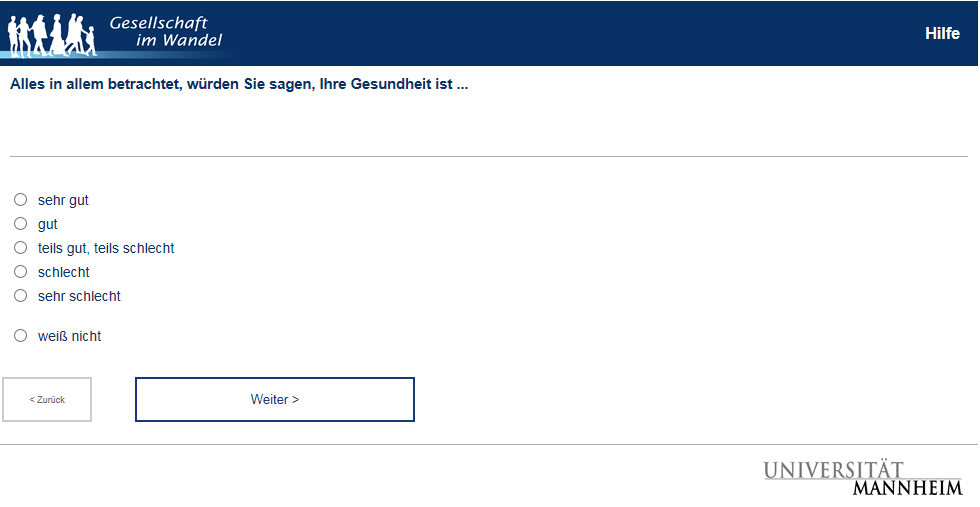 Gesellschaft
im Wandel
Hilfe
Alles in allem betrachtet, würden Sie sagen, Ihre Gesundheit ist ...
sehr gut
gut
teils gut, teils schlecht
schlecht
sehr schlecht
weiß nicht
< Zurück
Weiter >
UNIVERSITÄT
MANNHEIM